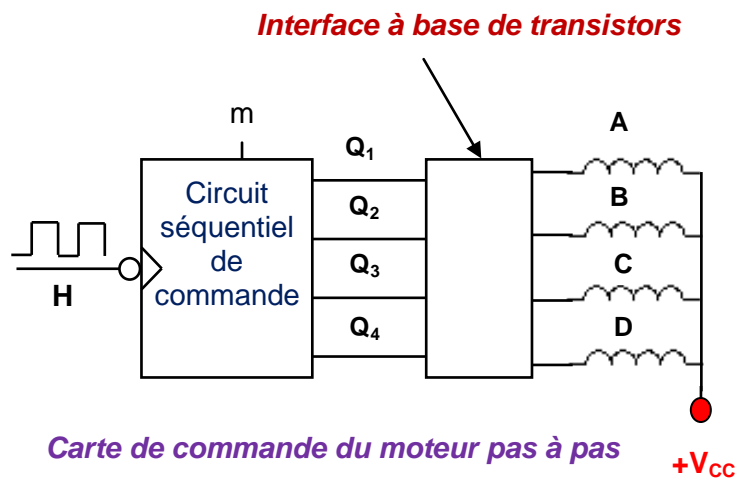 Interface à base de transistors
m
A
Q1
Circuit
séquentiel
de
commande
B
Q2
C
Q3
H
D
Q4
Carte de commande du moteur pas à pas
+VCC